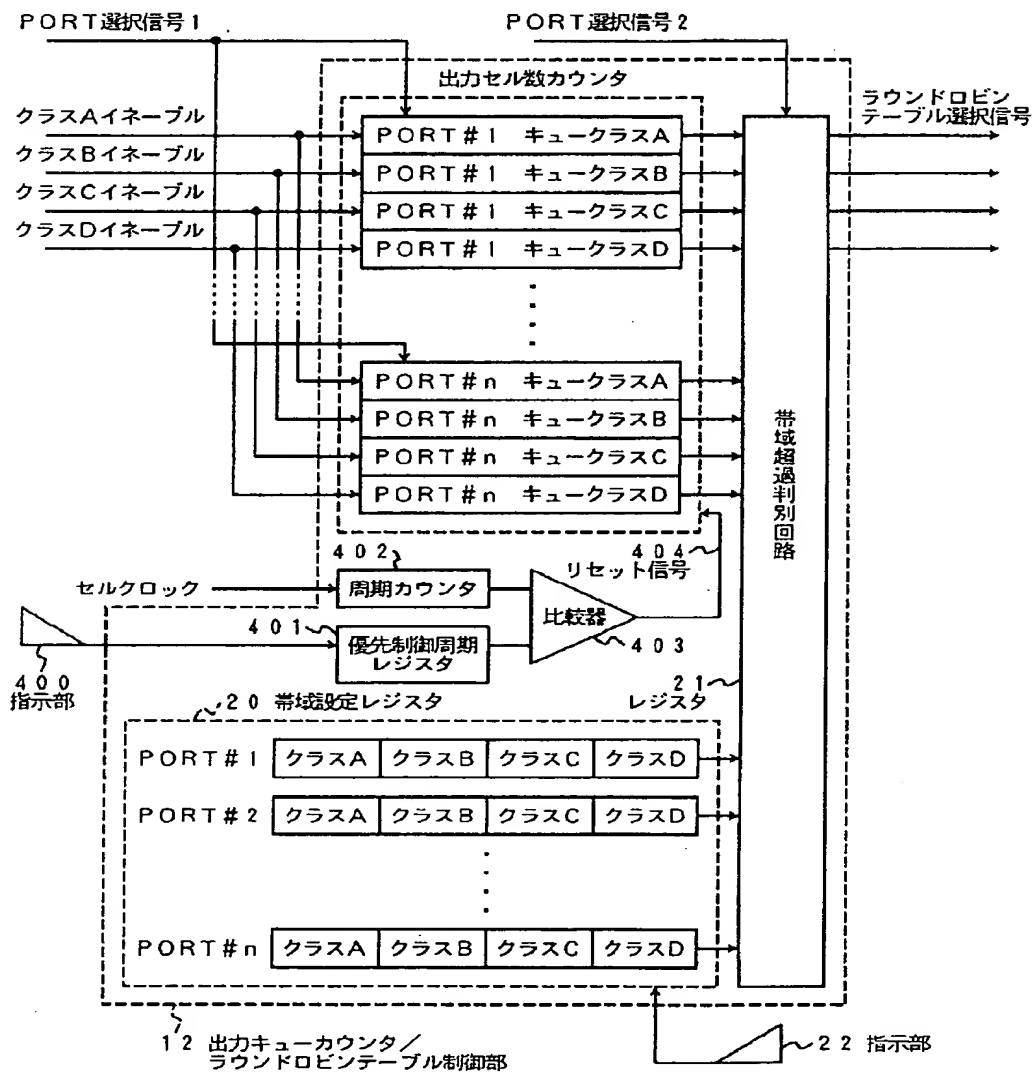 PORT選択信号1
PORT選択信号2
出力セル数カウンタ
ラウンドロビン
テーブル選択信号
クラスAイネーブル
クラスBイネーブル
クラスCイネーブル
クラスDイネーブル
PORT#1 キュークラスA
PORT#1 キュークラスB
PORT#1 キュークラスC
PORT#1 キュークラスD
PORT#n キュークラスA
PORT#n キュークラスB
PORT#n キュークラスC
PORT#n キュークラスD
帯域超過判別回路
402
404
リセット信号
セルクロック
周期カウンタ
比較器
401
403
優先制御周期
レジスタ
400
指示部
20 帯域設定レジスタ
21
レジスタ
PORT#1 クラスA クラスB クラスC クラスD
PORT#2 クラスA クラスB クラスC クラスD
PORT#n クラスA クラスB クラスC クラスD
12 出力キューカウンタ/
ラウンドロビンテーブル制御部
22 指示部